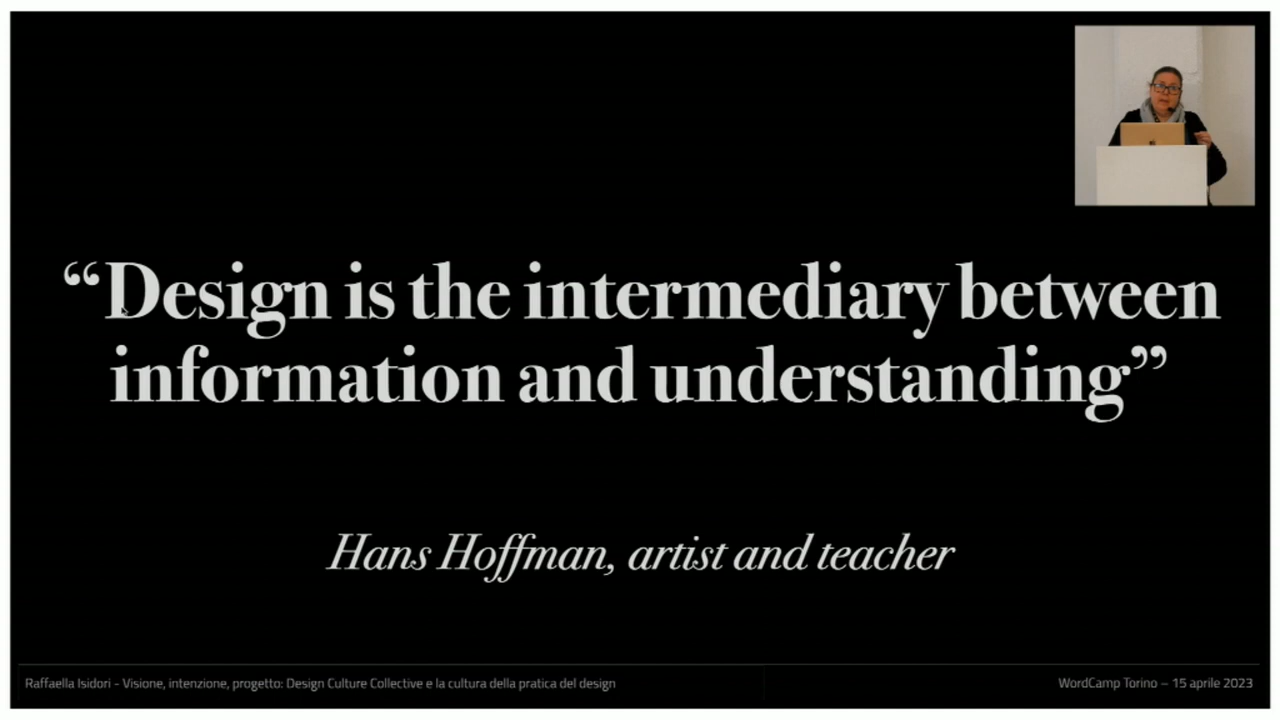 “Design is the intermediary between
information and understanding”
Hans Hoffman, artist and teacher
Raffaella Isidori - Visione, intenzione, progetto: Design Culture Collective e la cultura della pratica del design
WordCamp Torino – 15 aprile 2023